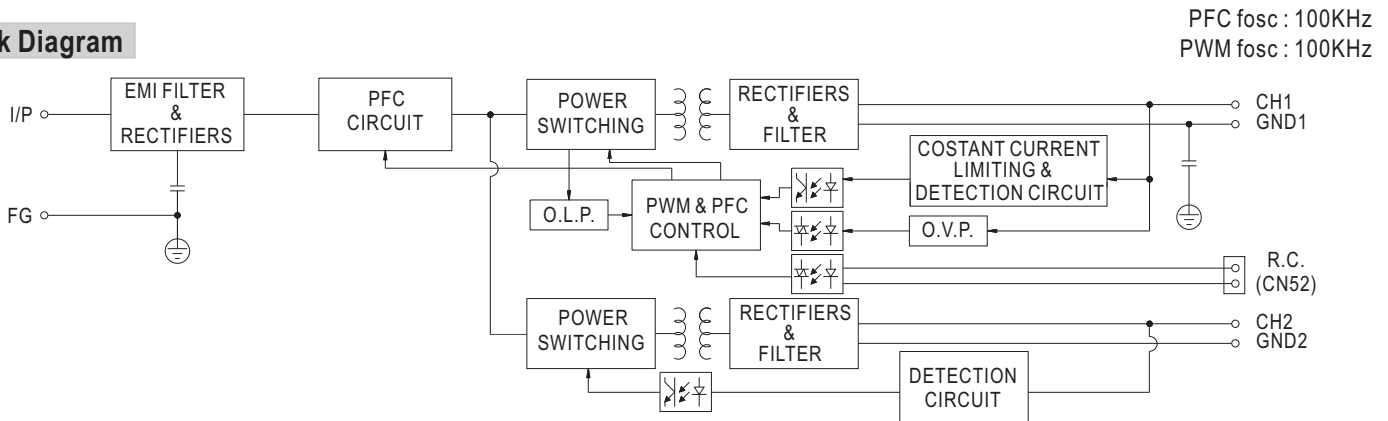 PFC fosc : 100KHz
PWM fosc : 100KHz
k Diagram
I/P
EMI FILTER
&
RECTIFIERS
PFC
CIRCUIT
POWER
SWITCHING
RECTIFIERS
&
FILTER
CH1
GND1
COSTANT CURRENT
LIMITING &
DETECTION CIRCUIT
FG
O.L.P.
PWM & PFC
CONTROL
O.V.P.
R.C.
(CN52)
POWER
SWITCHING
RECTIFIERS
&
FILTER
CH2
GND2
DETECTION
CIRCUIT